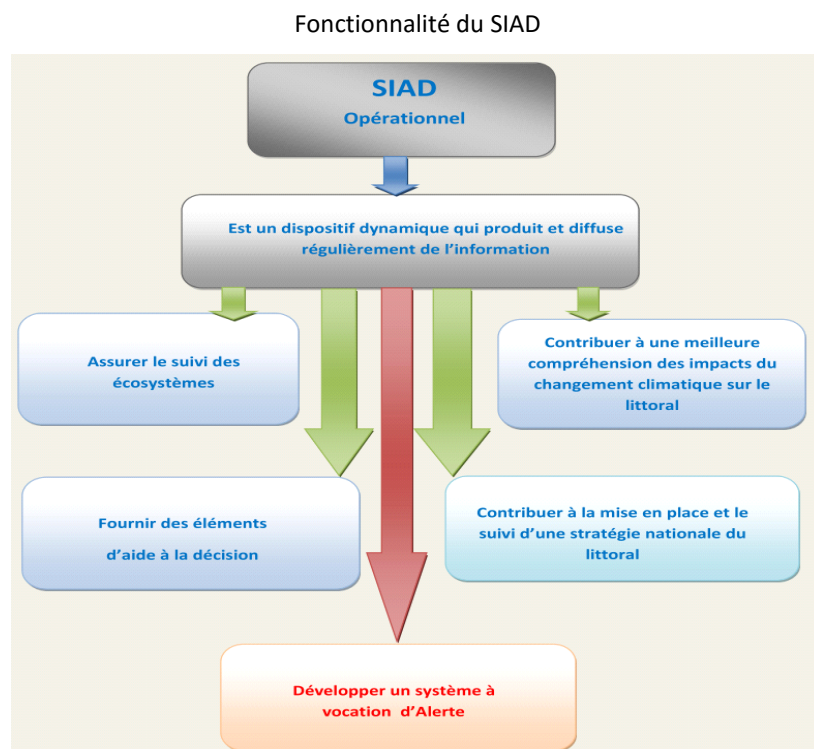 Fonctionnalité du SIAD
SIAD
Opérationnel
Est un dispositif dynamique qui produit et diffuse
régulièrement de l'information
Assurer le suivi des
écosystèmes
Contribuer à une meilleure
compréhension des impacts du
changement climatique sur le
littoral
Fournir des éléments
d'aide à la décision
Contribuer à la mise en place et le
suivi d'une stratégie nationale du
littoral
Développer un système à
vocation d'Alerte